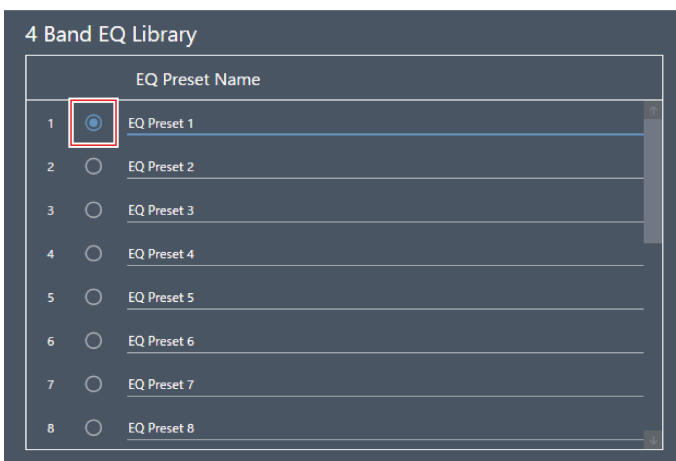 4 Band EQ Library
EQ Preset Name
1 EQ Preset 1
2 EQ Preset 2
3 EQ Preset 3
4 EQ Preset 4
5 EQ Preset 5
6 EQ Preset 6
7 EQ Preset 7
8 EQ Preset 8